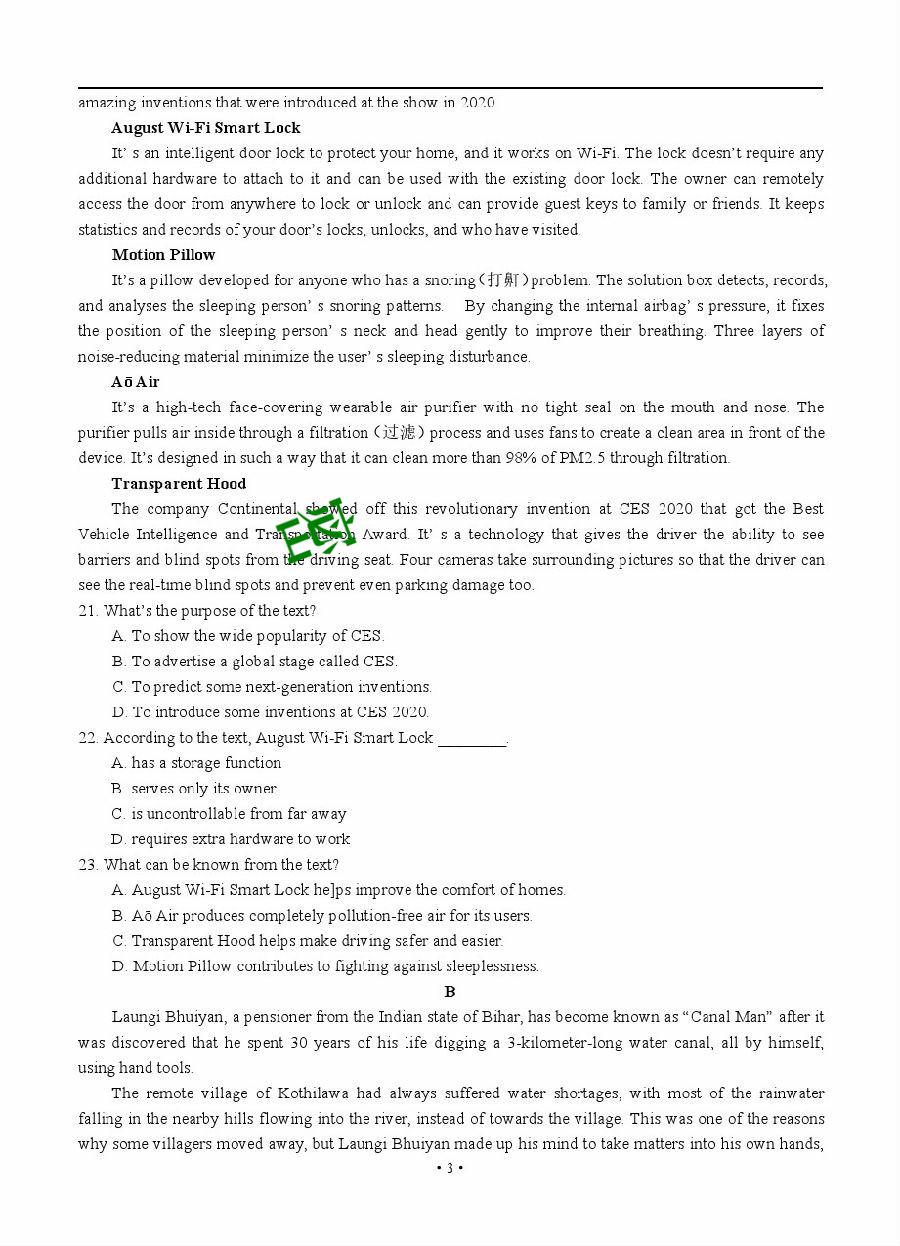 amazing inventions that were introduced at the show in 2020
August Wi-Fi Smart Lock
It' s an intelligent door lock to protect your home, and it works on Wi-Fi. The lock doesn't require any
additional hardware to attach to it and can be used with the existing door lock. The owner can remotely
access the door from anywhere to lock or unlock and can provide guest keys to family or friends. It keeps
statistics and records of your door's locks, unlocks, and who have visited.
Motion Pillow
It's a pillow developed for anyone who has a snoring(打鼾)problem. The solution box detects, records,
and analyses the sleeping person' s snoring patterns. By changing the internal airbag' s pressure, it fixes
the position of the sleeping person' s neck and head gently to improve their breathing. Three layers of
noise-reducing material minimize the user' s sleeping disturbance.
Aō Air
It's a high-tech face-covering wearable air purifier with no tight seal on the mouth and nose. The
purifier pulls air inside through a filtration (过滤) process and uses fans to create a clean area in front of the
device. It's designed in such a way that it can clean more than 98% of PM2.5 through filtration.
Transparent Hood
The company Continental showed off this revolutionary invention at CES 2020 that got the Best
Vehicle Intelligence and Transportation Award. It' s a technology that gives the driver the ability to see
barriers and blind spots from the driving seat. Four cameras take surrounding pictures so that the driver can
see the real-time blind spots and prevent even parking damage too.
21. What's the purpose of the text?
A. To show the wide popularity of CES.
B. To advertise a global stage called CES.
C. To predict some next-generation inventions.
D. To introduce some inventions at CES 2020.
22. According to the text, August Wi-Fi Smart Lock ________.
A. has a storage function
B. serves only its owner
C. is uncontrollable from far away
D. requires extra hardware to work
23. What can be known from the text?
A. August Wi-Fi Smart Lock he]ps improve the comfort of homes.
B. Aō Air produces completely pollution-free air for its users.
C. Transparent Hood helps make driving safer and easier.
D. Motion Pillow contributes to fighting against sleeplessness.
B
Laungi Bhuiyan, a pensioner from the Indian state of Bihar, has become known as "Canal Man" after it
was discovered that he spent 30 years of his life digging a 3-kilometer-long water canal, all by himself,
using hand tools.
The remote village of Kothilawa had always suffered water shortages, with most of the rainwater
falling in the nearby hills flowing into the river, instead of towards the village. This was one of the reasons
why some villagers moved away, but Laungi Bhuiyan made up his mind to take matters into his own hands,
• 3 •